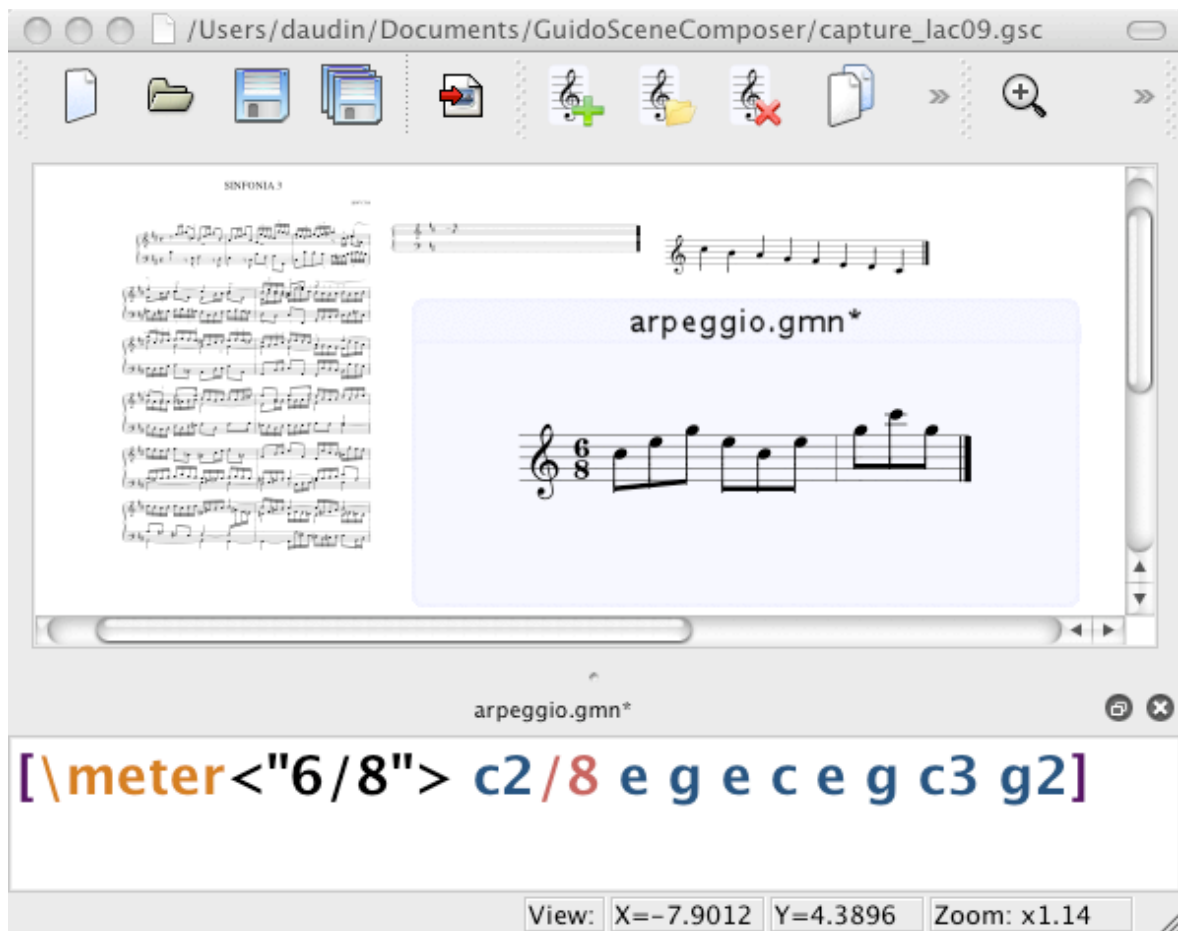 /Users/daudin/Documents/GuidoSceneComposer/capture_lac09.gsc
SINFONIA 3
arpeggio.gmn*
6
8
arpeggio.gmn*
[\meter<"6/8"> c2/8 e g e c e g c3 g2]
View: X=-7.9012 Y=4.3896 Zoom: x1.14